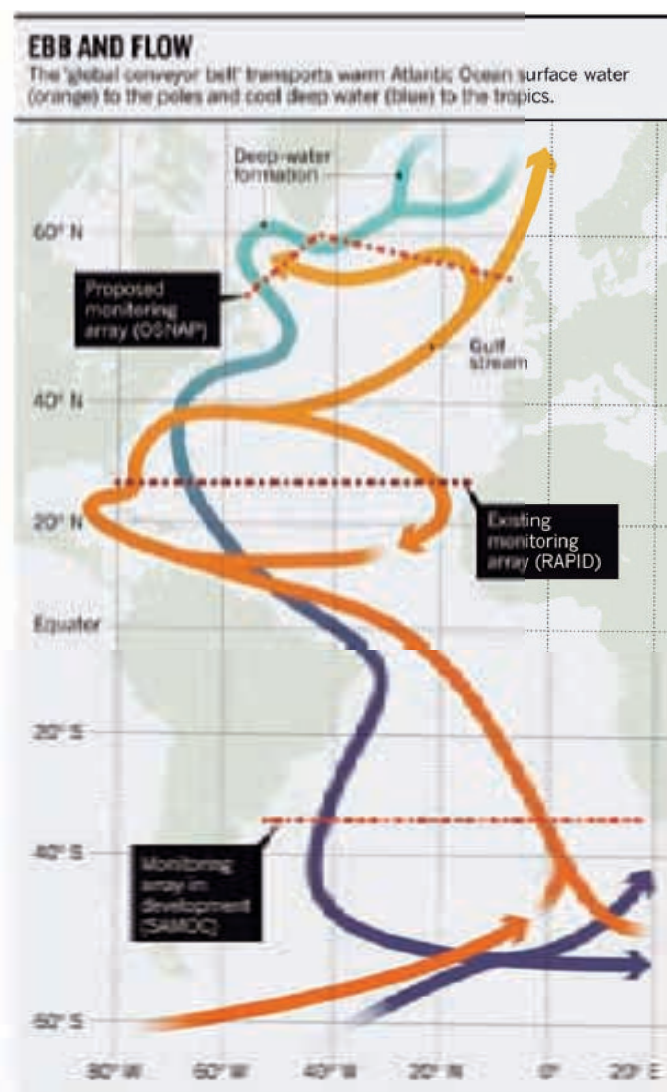 EBB AND FLOW
The 'global conveyor belt' transports warm Atlantic Ocean surface water
(orange) to the poles and cool deep water (blue) to the tropics.
Deep-water
formation
60° N
Proposed
monitoring
array (OSNAP)
Gulf
stream
40° N
20° N
Existing
monitoring
array (RAPID)
Equator
20° S
40° S
Monitoring
array in
development
(SAMOC)
60° S
80° W
60° W
40° W
20° W
0°
20° E